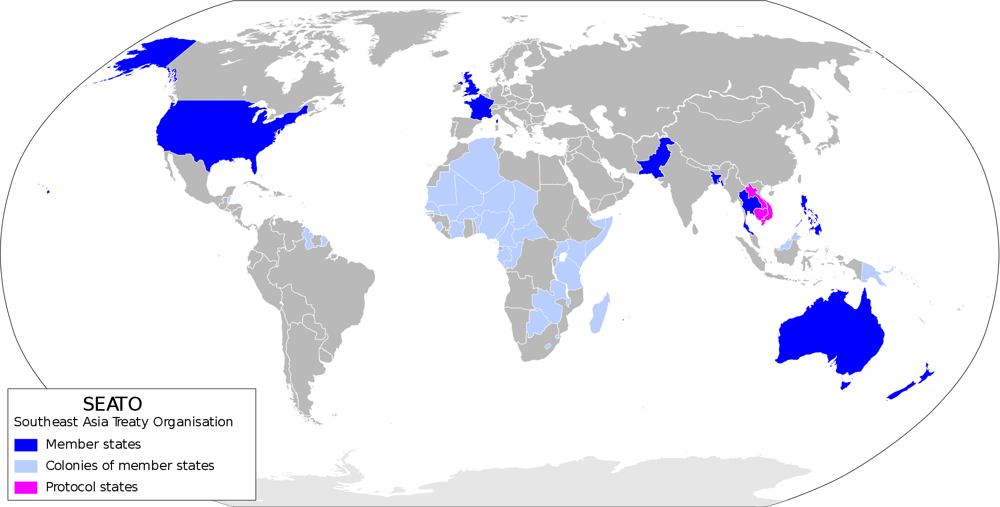 SEATO
Southeast Asia Treaty Organisation
Member states
Colonies of member states
Protocol states